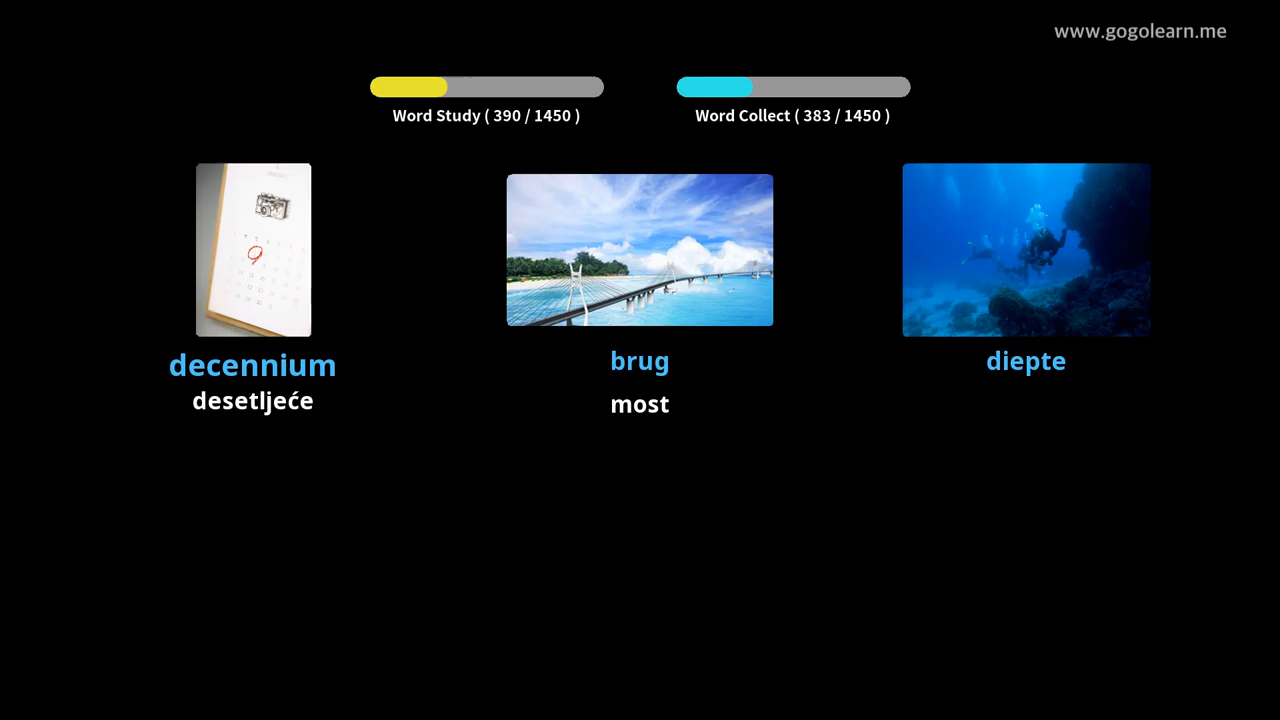 www.gogolearn.me
Word Study ( 390 / 1450 )
Word Collect ( 383 / 1450 )
decennium
desetljeće
brug
most
diepte